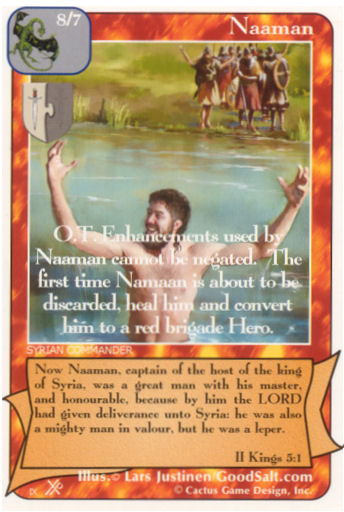 Naaman
8/7
O.T. Enhancements used by
Naaman cannot be negated. The
first time Namaan is about to be
discarded, heal him and convert
him to a red brigade Hero.
SYRIAN COMMANDER
Now Naaman, captain of the host of the king
of Syria, was a great man with his master,
and honourable, because by him the LORD
had given deliverance unto Syria: he was also
a mighty man in valour, but he was a leper.
II Kings 5:1
Illus.© Lars Justinen/GoodSalt.com
© Cactus Game Design, Inc.